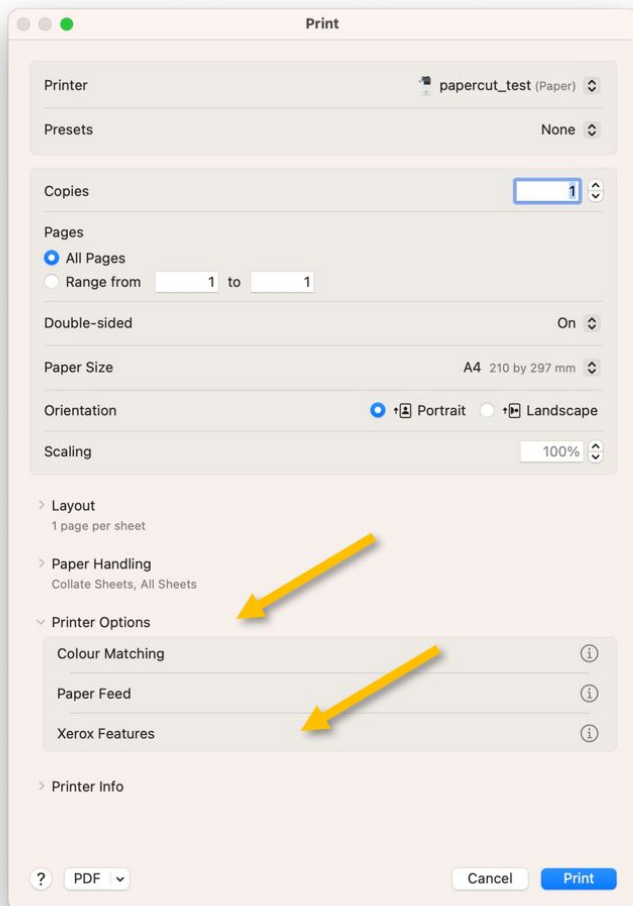 Print
Printer papercut_test (Paper)
Presets None
Copies 1
Pages
All Pages
Range from 1 to 1
Double-sided On
Paper Size A4 210 by 297 mm
Orientation Portrait Landscape
Scaling 100%
Layout
1 page per sheet
Paper Handling
Collate Sheets, All Sheets
Printer Options
Colour Matching
Paper Feed
Xerox Features
Printer Info
? PDF Cancel Print